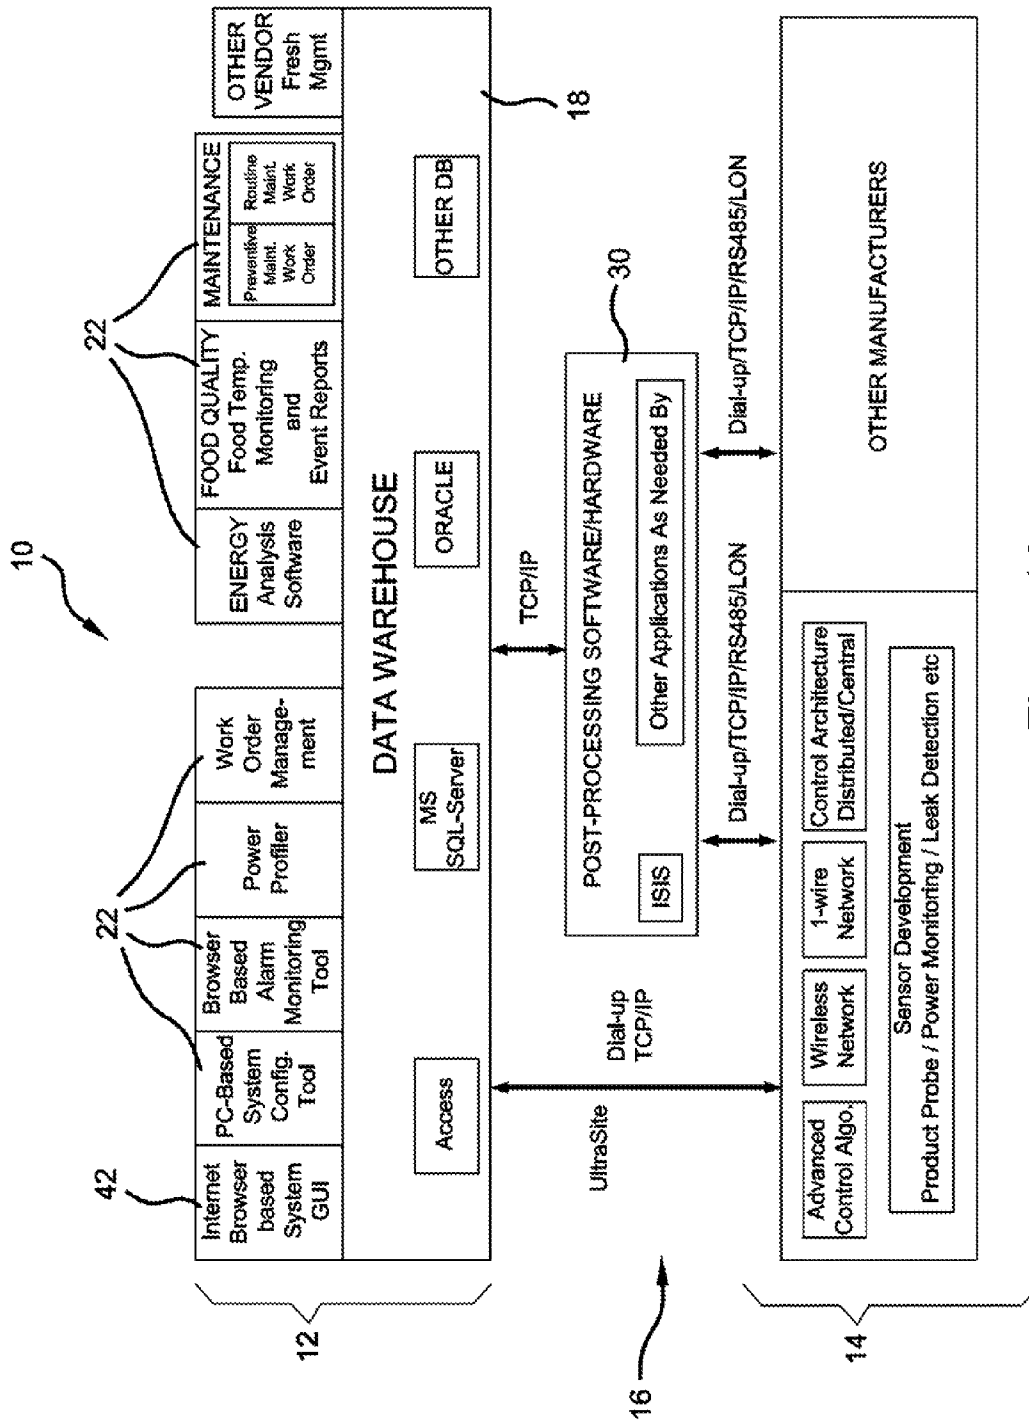 10
22
22
42
Internet
Browser
based
System
GUI
PC-Based
System
Config.
Tool
Browser
Based
Alarm
Monitoring
Tool
Power
Profiler
Work
Order
Manage-
ment
ENERGY
Analysis
Software
FOOD QUALITY
Food Temp.
Monitoring
and
Event Reports
MAINTENANCE
Preventive
Maint.
Work
Order
Routine
Maint.
Work
Order
OTHER
VENDOR
Fresh
Mgmt
12
DATA WAREHOUSE
Access
MS
SQL-Server
ORACLE
OTHER DB
18
16
UltraSite
Dial-up
TCP/IP
TCP/IP
POST-PROCESSING SOFTWARE/HARDWARE
ISIS
Other Applications As Needed By
30
Dial-up/TCP/IP/RS485/LON
Dial-up/TCP/IP/RS485/LON
14
Advanced
Control Algo.
Wireless
Network
1-wire
Network
Control Architecture
Distributed/Central
Sensor Development
Product Probe / Power Monitoring / Leak Detection etc
OTHER MANUFACTURERS